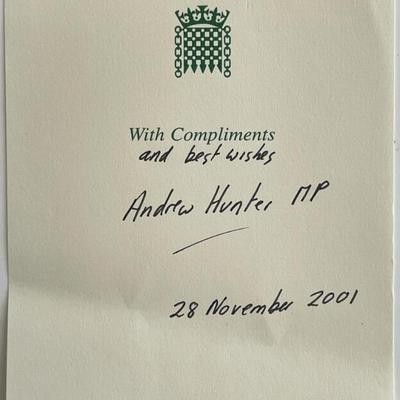 With Compliments
and best wishes
Andrew Hunter MP
28 November 2001